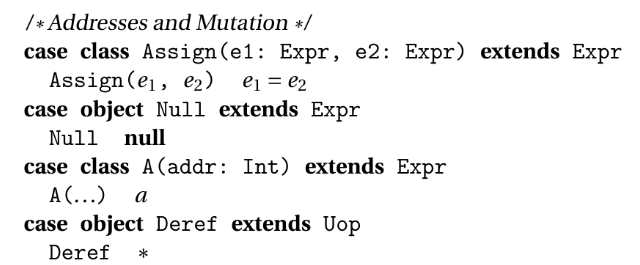 /*Addresses and Mutation */
case class Assign(e1: Expr, e2: Expr) extends Expr
Assign(e₁, e₂) e₁ = e₂
case object Null extends Expr
Null null
case class A(addr: Int) extends Expr
A(...) a
case object Deref extends Uop
Deref *